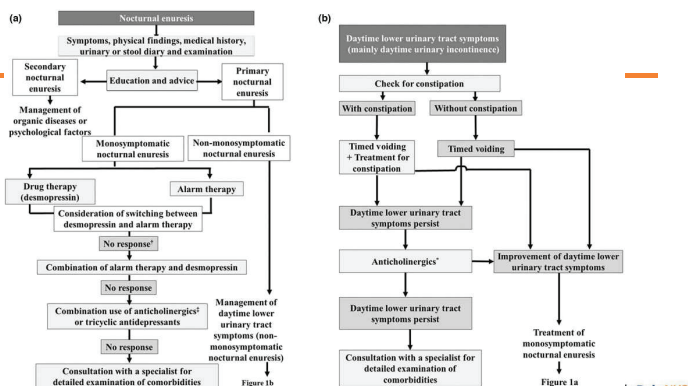 (a)
Nocturnal enuresis
Symptoms, physical findings, medical history,
urinary or stool diary and examination
Secondary
nocturnal
enuresis
Education and advice
Primary
nocturnal
enuresis
Management of
organic diseases or
psychological factors
Monosymptomatic
nocturnal enuresis
Non-monosymptomatic
nocturnal enuresis
Drug therapy
(desmopressin)
Alarm therapy
Consideration of switching between
desmopressin and alarm therapy
No response†
Combination of alarm therapy and desmopressin
No response
Combination use of anticholinergics‡
or tricyclic antidepressants
No response
Consultation with a specialist for
detailed examination of comorbidities
Management of
daytime lower
urinary tract
symptoms (non-
monosymptomatic
nocturnal enuresis)
Figure 1b
(b)
Daytime lower urinary tract symptoms
(mainly daytime urinary incontinence)
Check for constipation
With constipation
Without constipation
Timed voiding
+ Treatment for
constipation
Timed voiding
Daytime lower urinary tract
symptoms persist
Anticholinergics*
Improvement of daytime lower
urinary tract symptoms
Daytime lower urinary tract
symptoms persist
Consultation with a specialist for
detailed examination of
comorbidities
Treatment of
monosymptomatic
nocturnal enuresis
Figure 1a